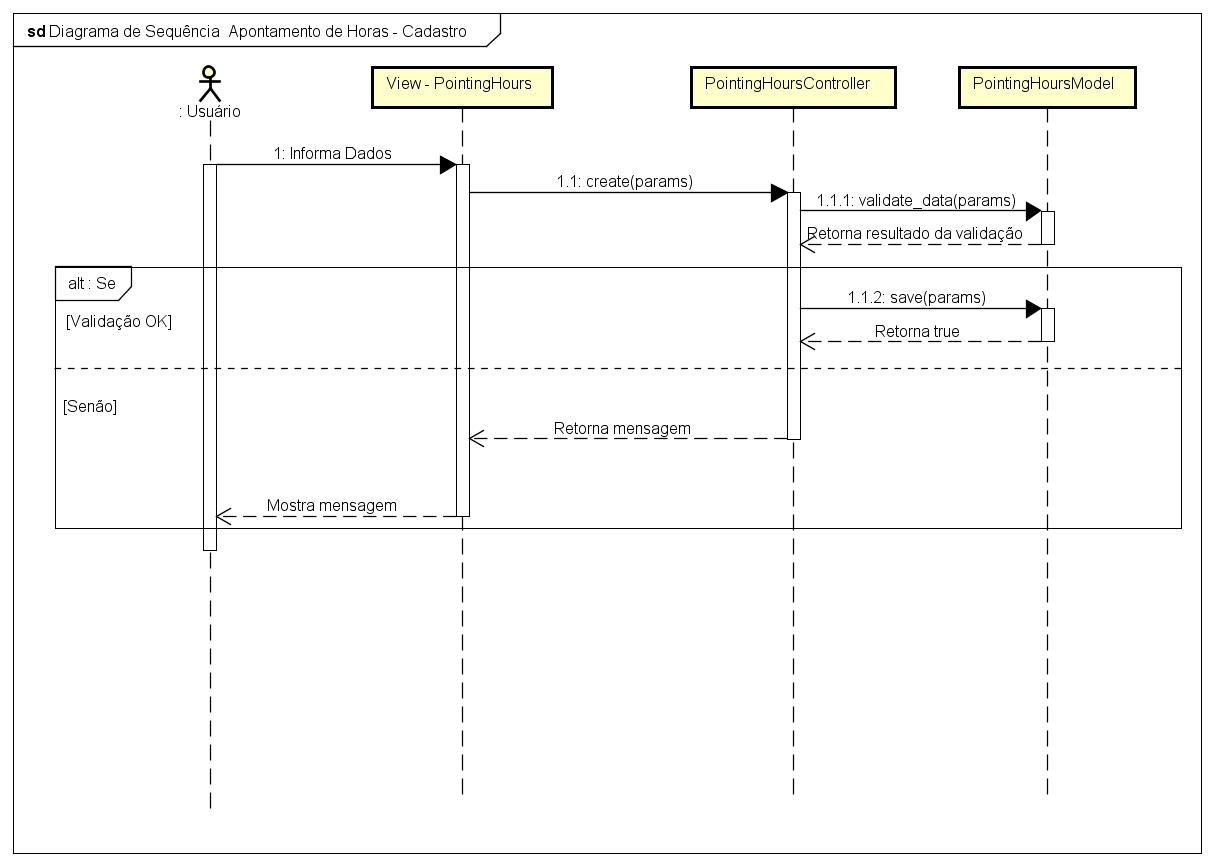 sd Diagrama de Sequência  Apontamento de Horas - Cadastro
: Usuário
View - PointingHours
PointingHoursController
PointingHoursModel
1: Informa Dados
1.1: create(params)
1.1.1: validate_data(params)
Retorna resultado da validação
alt : Se
[Validação OK]
1.1.2: save(params)
Retorna true
[Senão]
Retorna mensagem
Mostra mensagem